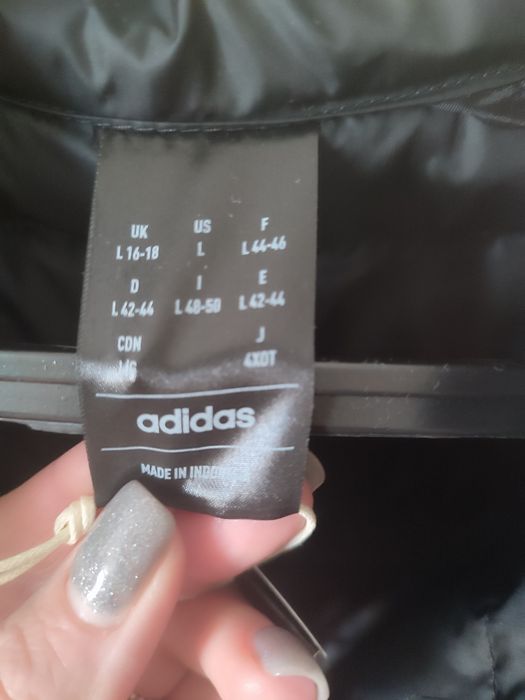 UK US F
L 16-18 L L 44-46
D I E
L 42-44 L 48-50 L 42-44
CDN J
4XOT
adidas
MADE IN